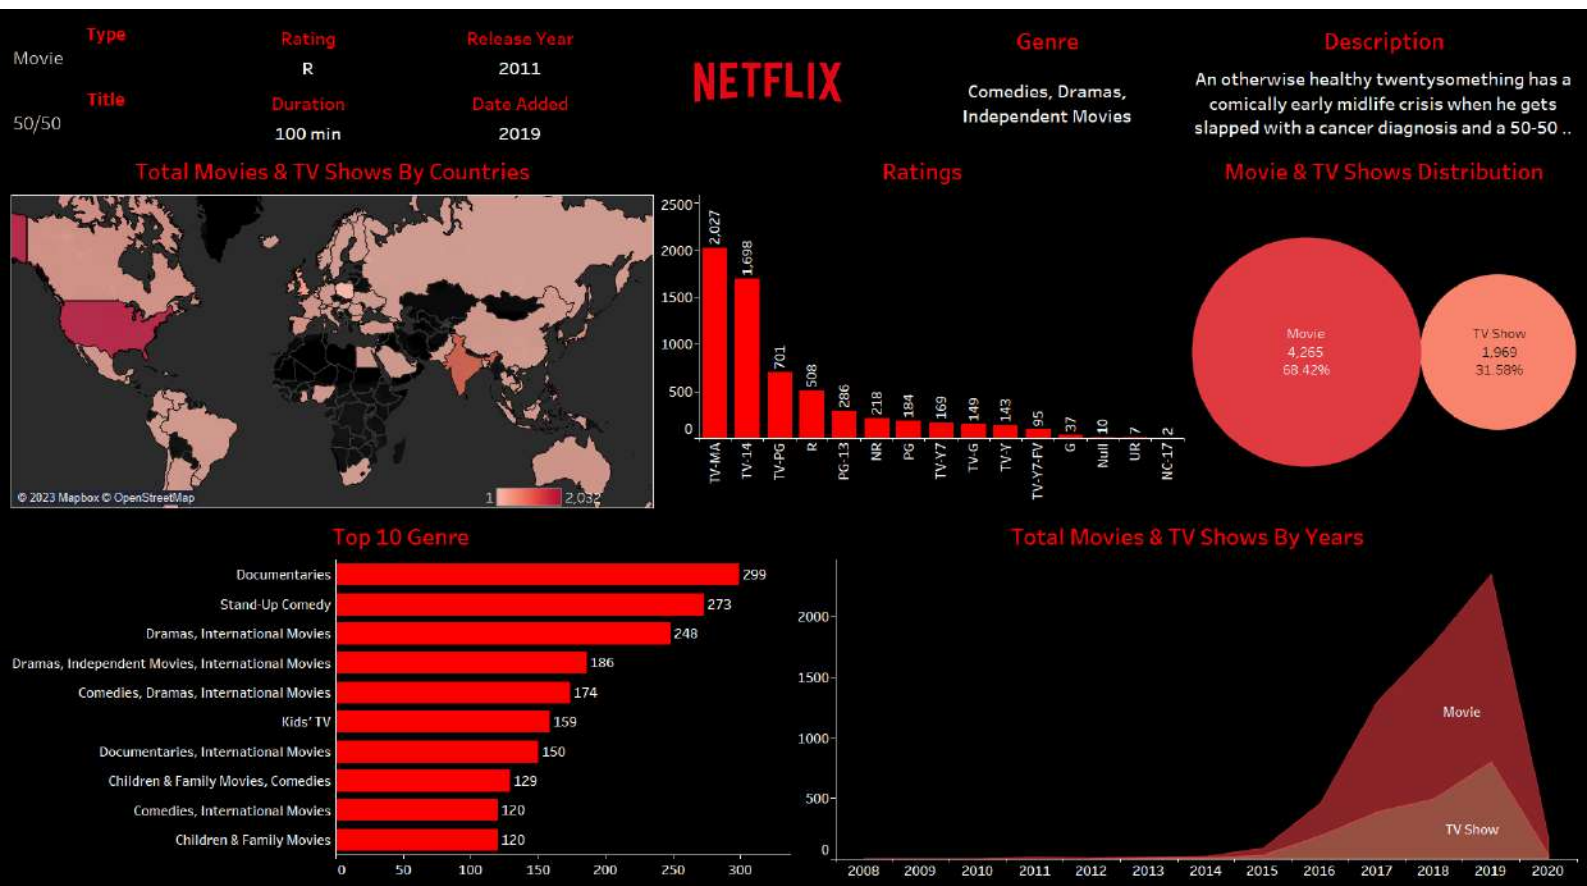 Type
Movie
Title
50/50
Rating
R
Duration
100 min
Release Year
2011
Date Added
2019
NETFLIX
Genre
Comedies, Dramas,
Independent Movies
Description
An otherwise healthy twentysomething has a
comically early midlife crisis when he gets
slapped with a cancer diagnosis and a 50-50 ..
Total Movies & TV Shows By Countries
© 2023 Mapbox © OpenStreetMap
1
2,032
Ratings
2500
2000
1500
1000
500
0
2,027
1,698
701
508
286
218
184
169
149
143
95
37
10
7
2
TV-MA
TV-14
TV-PG
R
PG-13
NR
PG
TV-Y7
TV-G
TV-Y
TV-Y7-FV
G
Null
UR
NC-17
Movie & TV Shows Distribution
Movie
4,265
68.42%
TV Show
1,969
31.58%
Top 10 Genre
Documentaries 299
Stand-Up Comedy 273
Dramas, International Movies 248
Dramas, Independent Movies, International Movies 186
Comedies, Dramas, International Movies 174
Kids' TV 159
Documentaries, International Movies 150
Children & Family Movies, Comedies 129
Comedies, International Movies 120
Children & Family Movies 120
0 50 100 150 200 250 300
Total Movies & TV Shows By Years
2000
1500
1000
500
0
Movie
TV Show
2008 2009 2010 2011 2012 2013 2014 2015 2016 2017 2018 2019 2020